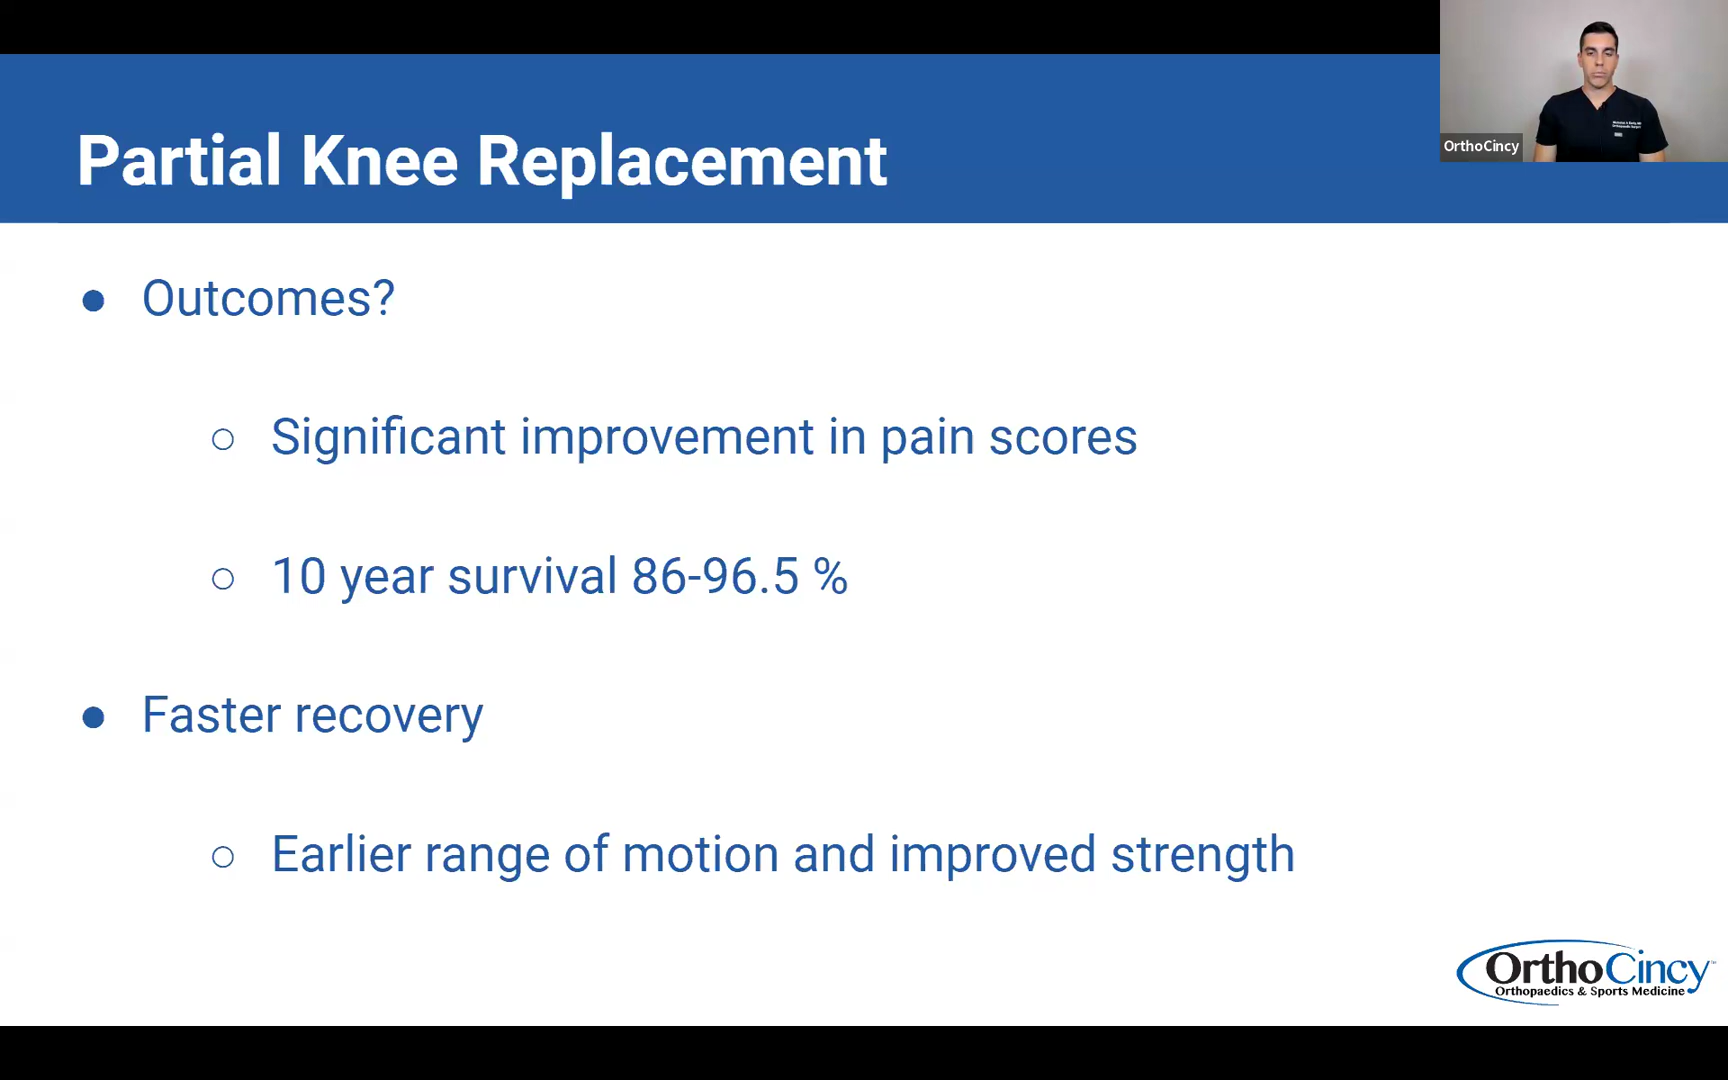 Partial Knee Replacement
OrthoCincy
● Outcomes?
○ Significant improvement in pain scores
○ 10 year survival 86-96.5 %
● Faster recovery
○ Earlier range of motion and improved strength
OrthoCincy™
Orthopaedics & Sports Medicine